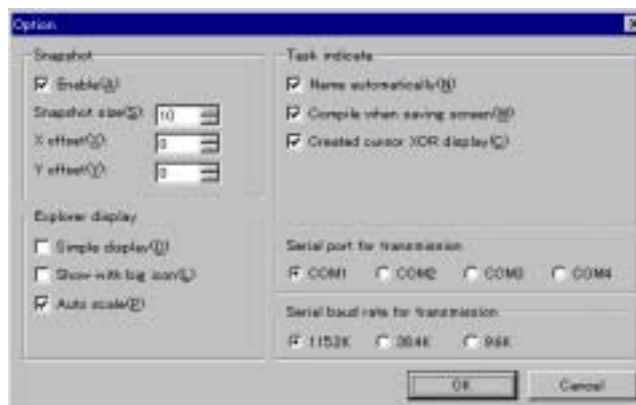 Option
Snapshot
Enable(A)
Snapshot size(S): 10
X offset(X): 0
Y offset(Y): 0
Explorer display
Simple display(D)
Show with big icon(L)
Auto scale(P)
Task indicate
Name automatically(N)
Compile when saving screen(W)
Created cursor XOR display(C)
Serial port for transmission
COM1 COM2 COM3 COM4
Serial baud rate for transmission
115.2K 38.4K 9.6K
OK Cancel